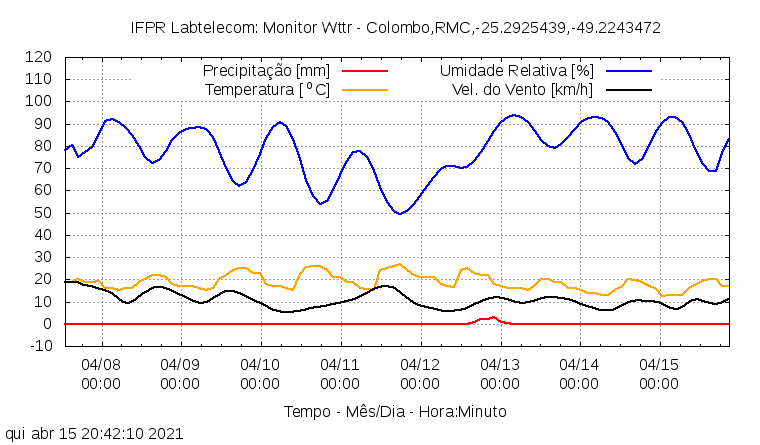 IFPR Labtelecom: Monitor Wttr - Colombo,RMC,-25.2925439,-49.2243472
Precipitação [mm]
Umidade Relativa [%]
Temperatura [⁰C]
Vel. do Vento [km/h]
120
110
100
90
80
70
60
50
40
30
20
10
0
-10
04/08 04/09 04/10 04/11 04/12 04/13 04/14 04/15
00:00 00:00 00:00 00:00 00:00 00:00 00:00 00:00
Tempo - Mês/Dia - Hora:Minuto
qui abr 15 20:42:10 2021